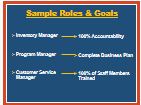 Sample Roles & Goals
Inventory Manager
100% Accountability
Program Manager
Complete Business Plan
Customer Service
Manager
100% of Staff Members
Trained